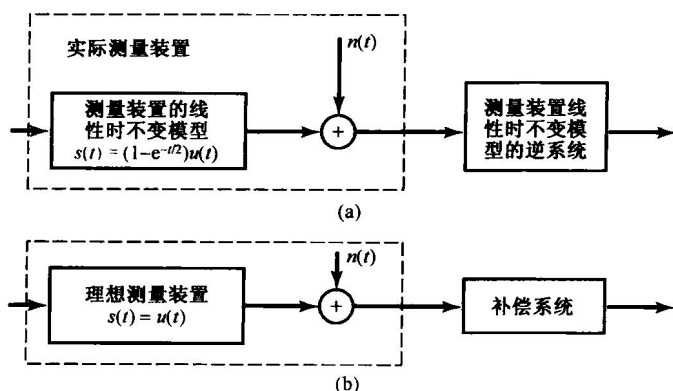 实际测量装置
n(t)
测量装置的线
性时不变模型
s(t) = (1−e^{−t/2})u(t)
+
测量装置线
性时不变模
型的逆系统
(a)
n(t)
理想测量装置
s(t) = u(t)
+
补偿系统
(b)